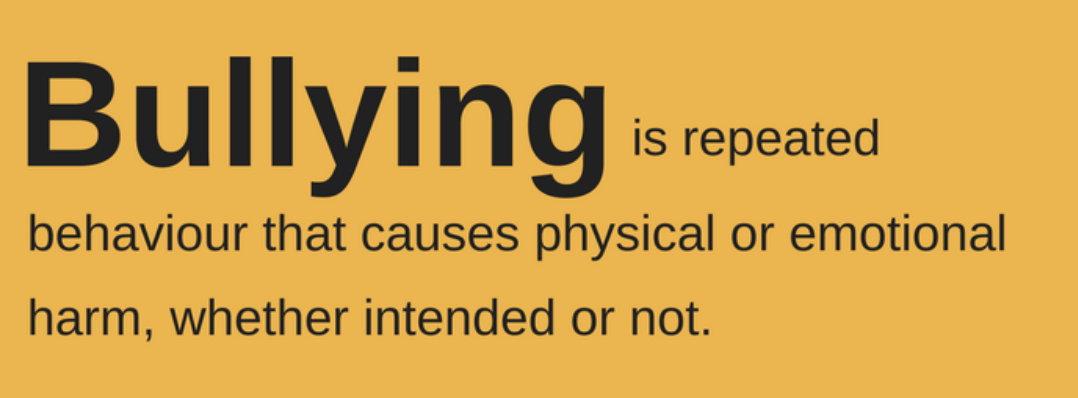 Bullying is repeated
behaviour that causes physical or emotional
harm, whether intended or not.